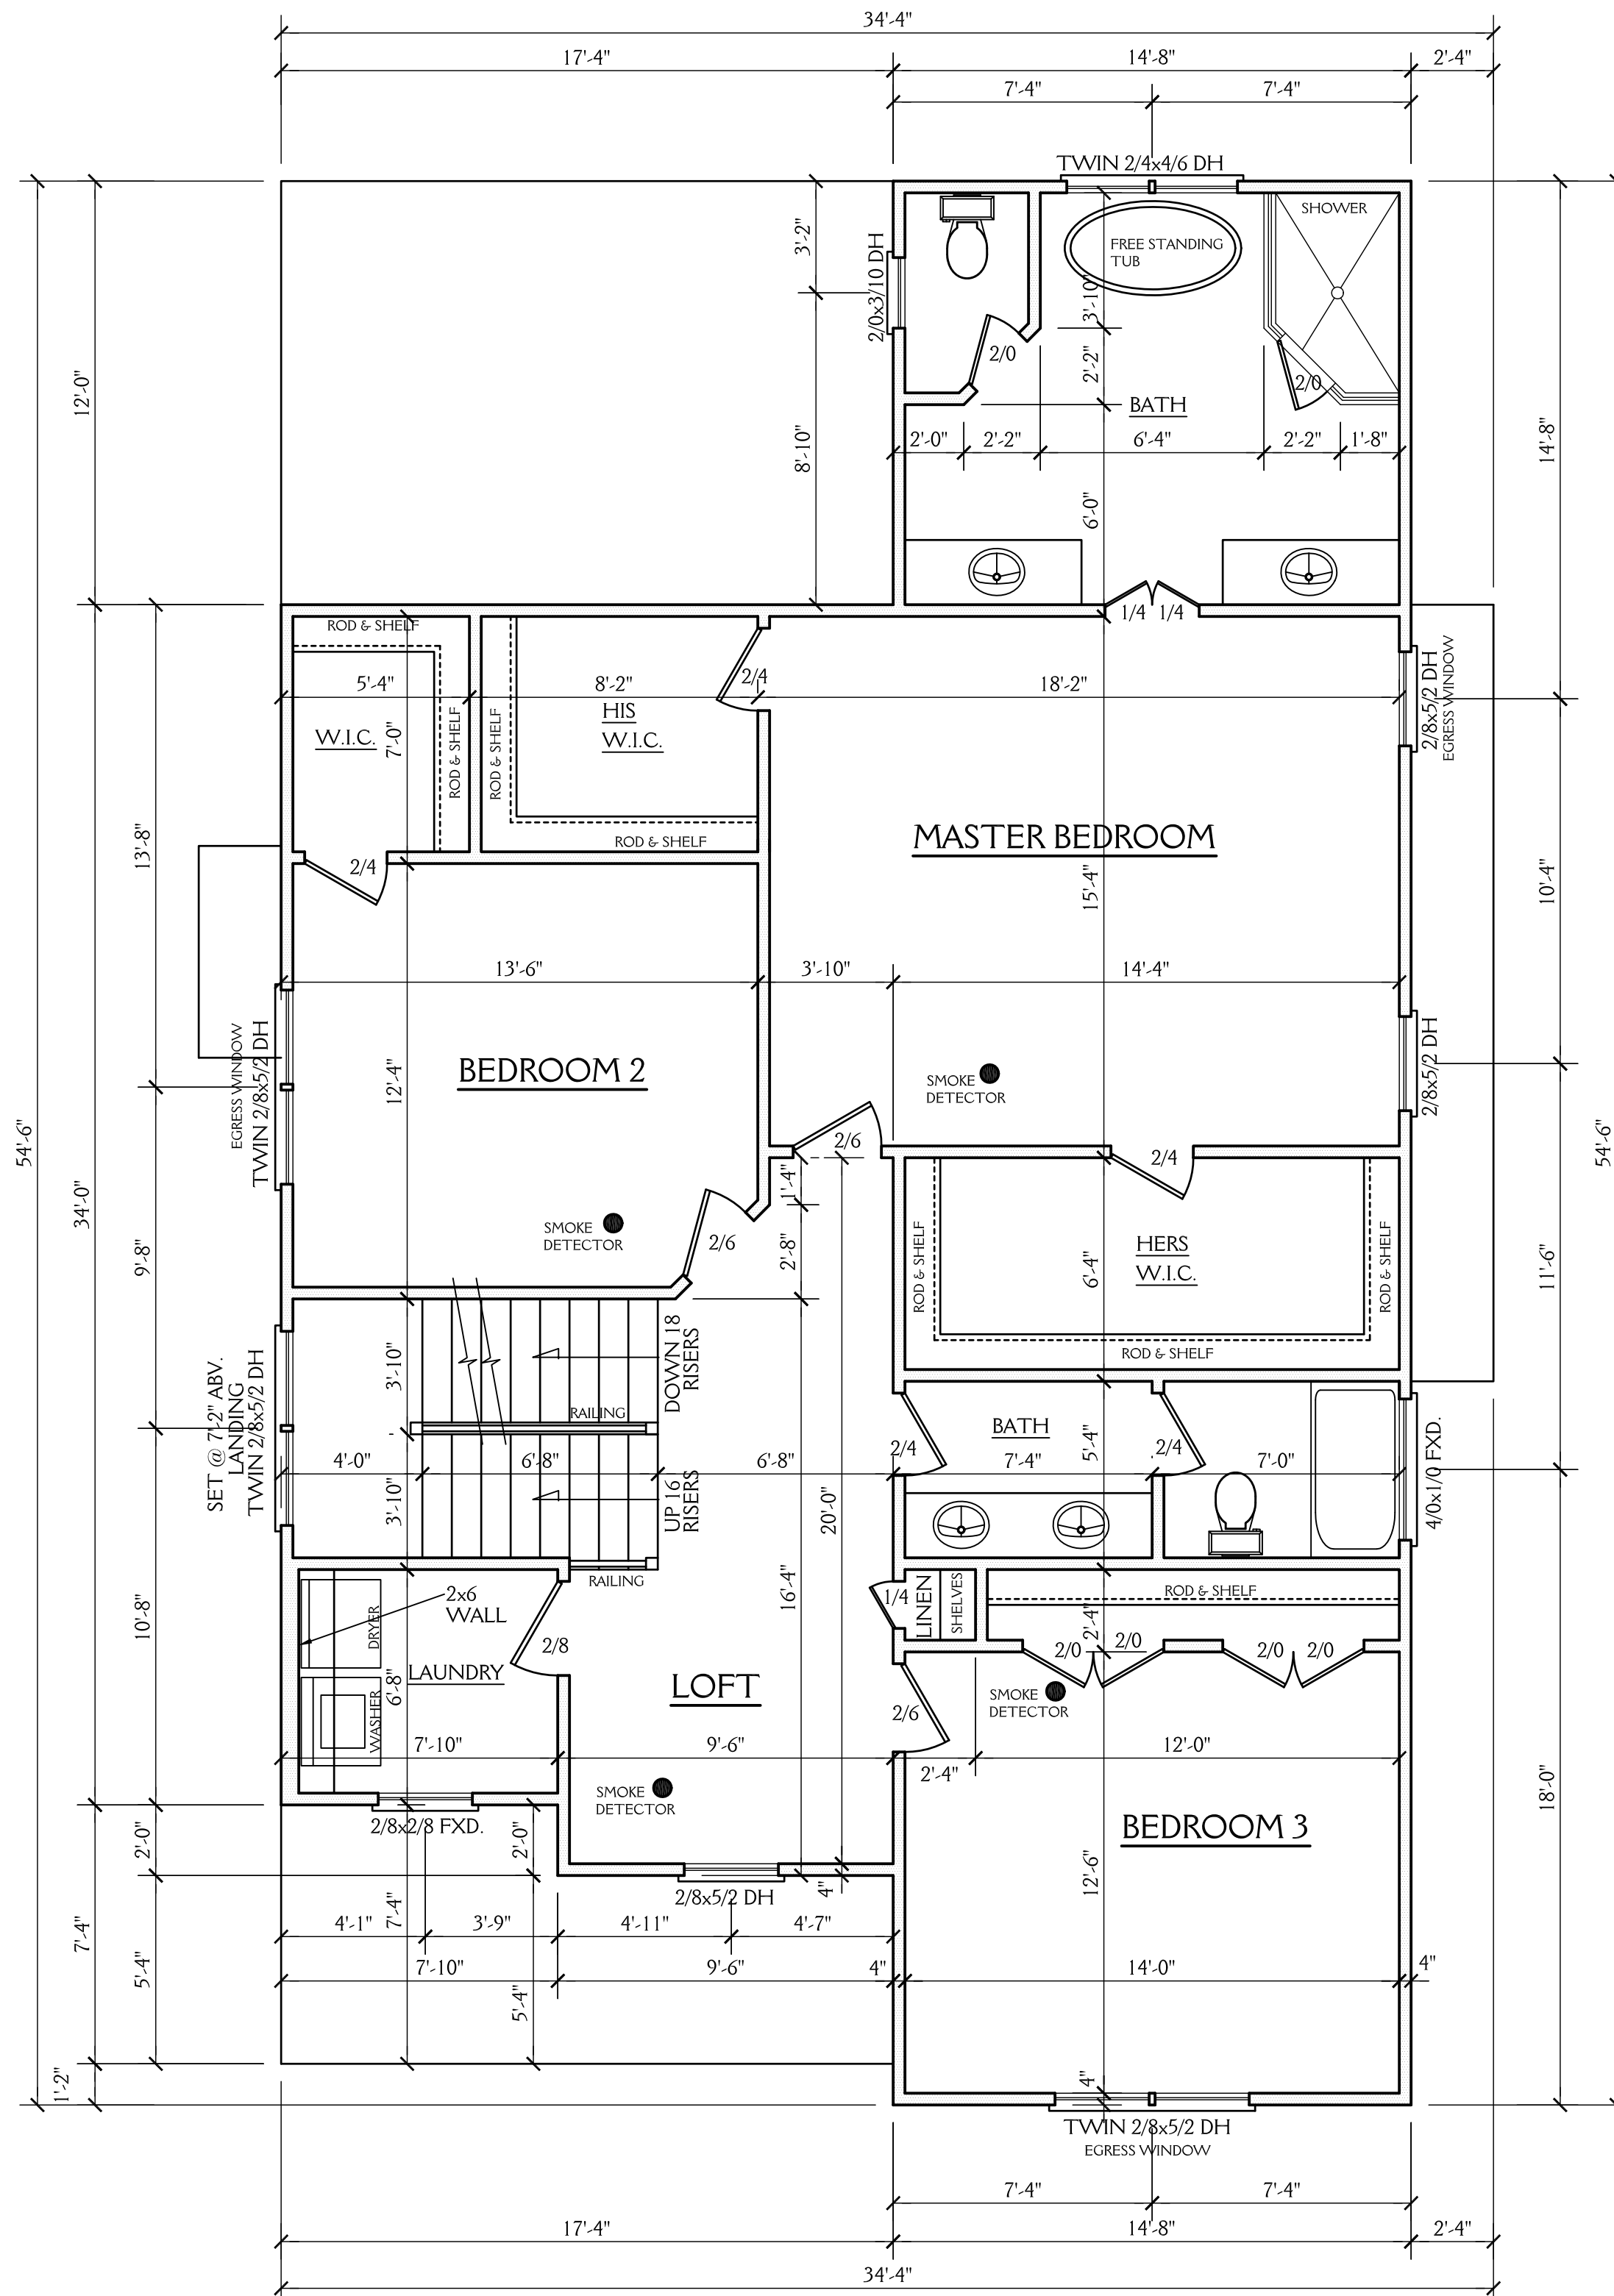 34'-4"
17'-4"
14'-8"
2'-4"
7'-4"
7'-4"
TWIN 2/4x4/6 DH
SHOWER
FREE STANDING
TUB
3'-2"
2/0x3/10 DH
3'-10"
2/0
2'-2"
2/0
12'-0"
BATH
8'-10"
2'-0"
2'-2"
6'-4"
2'-2"
1'-8"
14'-8"
6'-0"
1/4
1/4
ROD & SHELF
5'-4"
8'-2"
2/4
18'-2"
2/8x5/2 DH
EGRESS WINDOW
HIS
W.I.C.
W.I.C.
7'-0"
ROD & SHELF
ROD & SHELF
ROD & SHELF
MASTER BEDROOM
13'-8"
2/4
15'-4"
10'-4"
13'-6"
3'-10"
14'-4"
EGRESS WINDOW
TWIN 2/8x5/2 DH
BEDROOM 2
12'-4"
SMOKE
DETECTOR
2/8x5/2 DH
54'-6"
54'-6"
34'-0"
2/6
2/4
1'-4"
SMOKE
DETECTOR
2/6
2'-8"
9'-8"
ROD & SHELF
HERS
W.I.C.
6'-4"
ROD & SHELF
11'-6"
ROD & SHELF
DOWN 18
RISERS
3'-10"
SET @ 7'-2" ABV.
LANDING
TWIN 2/8x5/2 DH
RAILING
BATH
2/4
5'-4"
2/4
4'-0"
6'-8"
6'-8"
7'-4"
7'-0"
4/0x1/0 FXD.
3'-10"
UP 16
RISERS
20'-0"
RAILING
16'-4"
10'-8"
2x6
WALL
DRYER
1/4
LINEN
SHELVES
ROD & SHELF
2'-4"
2/0
2/0
2/0
2/0
2/8
LAUNDRY
6'-8"
WASHER
LOFT
2/6
SMOKE
DETECTOR
7'-10"
9'-6"
2'-4"
12'-0"
18'-0"
SMOKE
DETECTOR
2/8x2/8 FXD.
BEDROOM 3
2'-0"
2'-0"
12'-6"
4"
2/8x5/2 DH
4'-1"
7'-4"
3'-9"
4'-11"
4'-7"
7'-4"
5'-4"
7'-10"
9'-6"
4"
14'-0"
4"
5'-4"
1'-2"
4"
TWIN 2/8x5/2 DH
EGRESS WINDOW
7'-4"
7'-4"
17'-4"
14'-8"
2'-4"
34'-4"